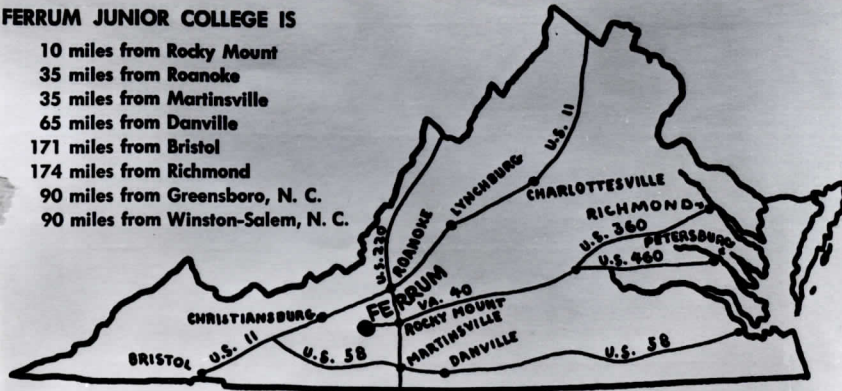 FERRUM JUNIOR COLLEGE IS
10 miles from Rocky Mount
35 miles from Roanoke
35 miles from Martinsville
65 miles from Danville
171 miles from Bristol
174 miles from Richmond
90 miles from Greensboro, N. C.
90 miles from Winston-Salem, N. C.
U.S. 11
LYNCHBURG
CHARLOTTESVILLE
RICHMOND
U.S. 360
PETERSBURG
U.S. 460
U.S. 220
ROANOKE
FERRUM
VA. 40
CHRISTIANSBURG
ROCKY MOUNT
MARTINSVILLE
DANVILLE
BRISTOL
U.S. 11
U.S. 58
U.S. 58